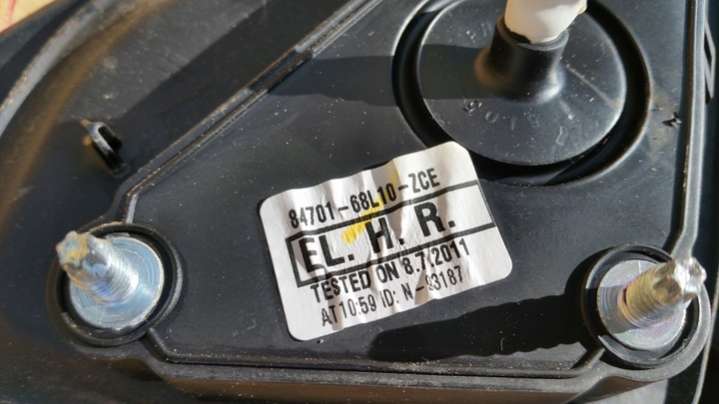 84701-68L10-ZCE
EL. H. R.
TESTED ON 8.7.2011
AT 10:59 ID: N-93187